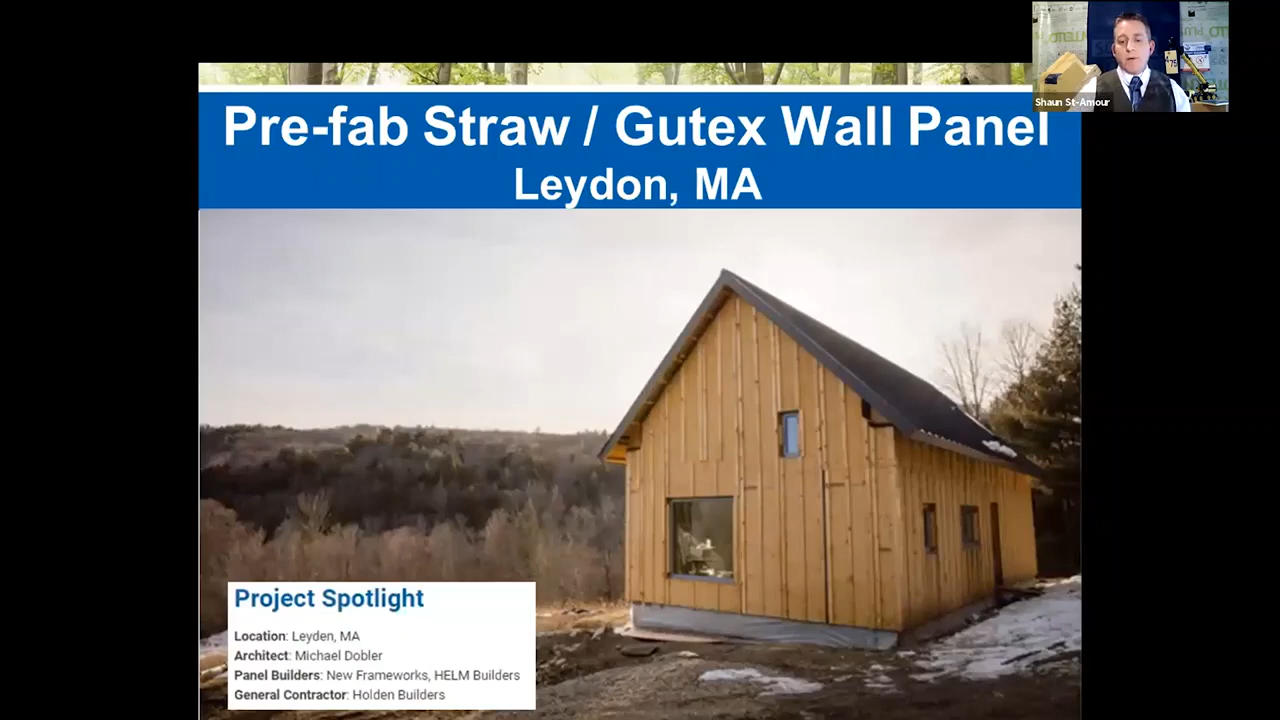 Pre-fab Straw / Gutex Wall Panel
Leydon, MA
Shaun St-Amour
Project Spotlight
Location: Leyden, MA
Architect: Michael Dobler
Panel Builders: New Frameworks, HELM Builders
General Contractor: Holden Builders